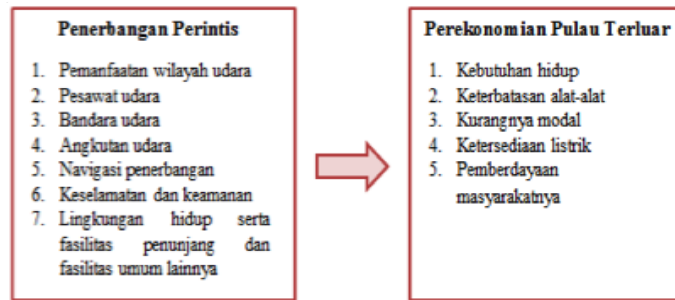 Penerbangan Perintis
1. Pemanfaatan wilayah udara
2. Pesawat udara
3. Bandara udara
4. Angkutan udara
5. Navigasi penerbangan
6. Keselamatan dan keamanan
7. Lingkungan hidup serta
fasilitas penunjang dan
fasilitas umum lainnya
Perekonomian Pulau Terluar
1. Kebutuhan hidup
2. Keterbatasan alat-alat
3. Kurangnya modal
4. Ketersediaan listrik
5. Pemberdayaan
masyarakatnya